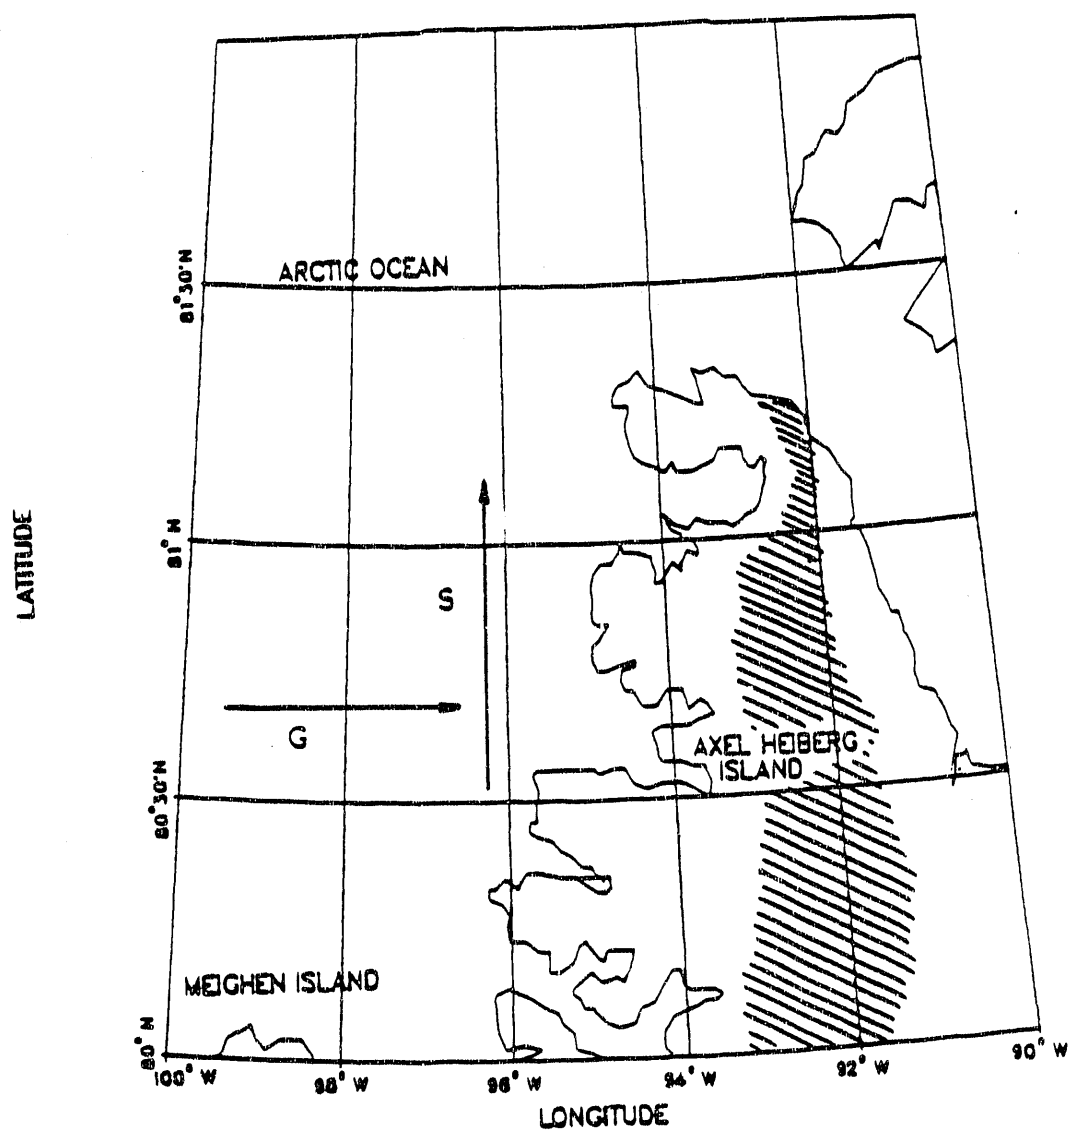 ARCTIC OCEAN
81°30'N
81° N
S
LATITUDE
G
AXEL HEIBERG
ISLAND
80°30'N
MEIGHEN ISLAND
80° N
100° W
98° W
96° W
94° W
92° W
90° W
LONGITUDE